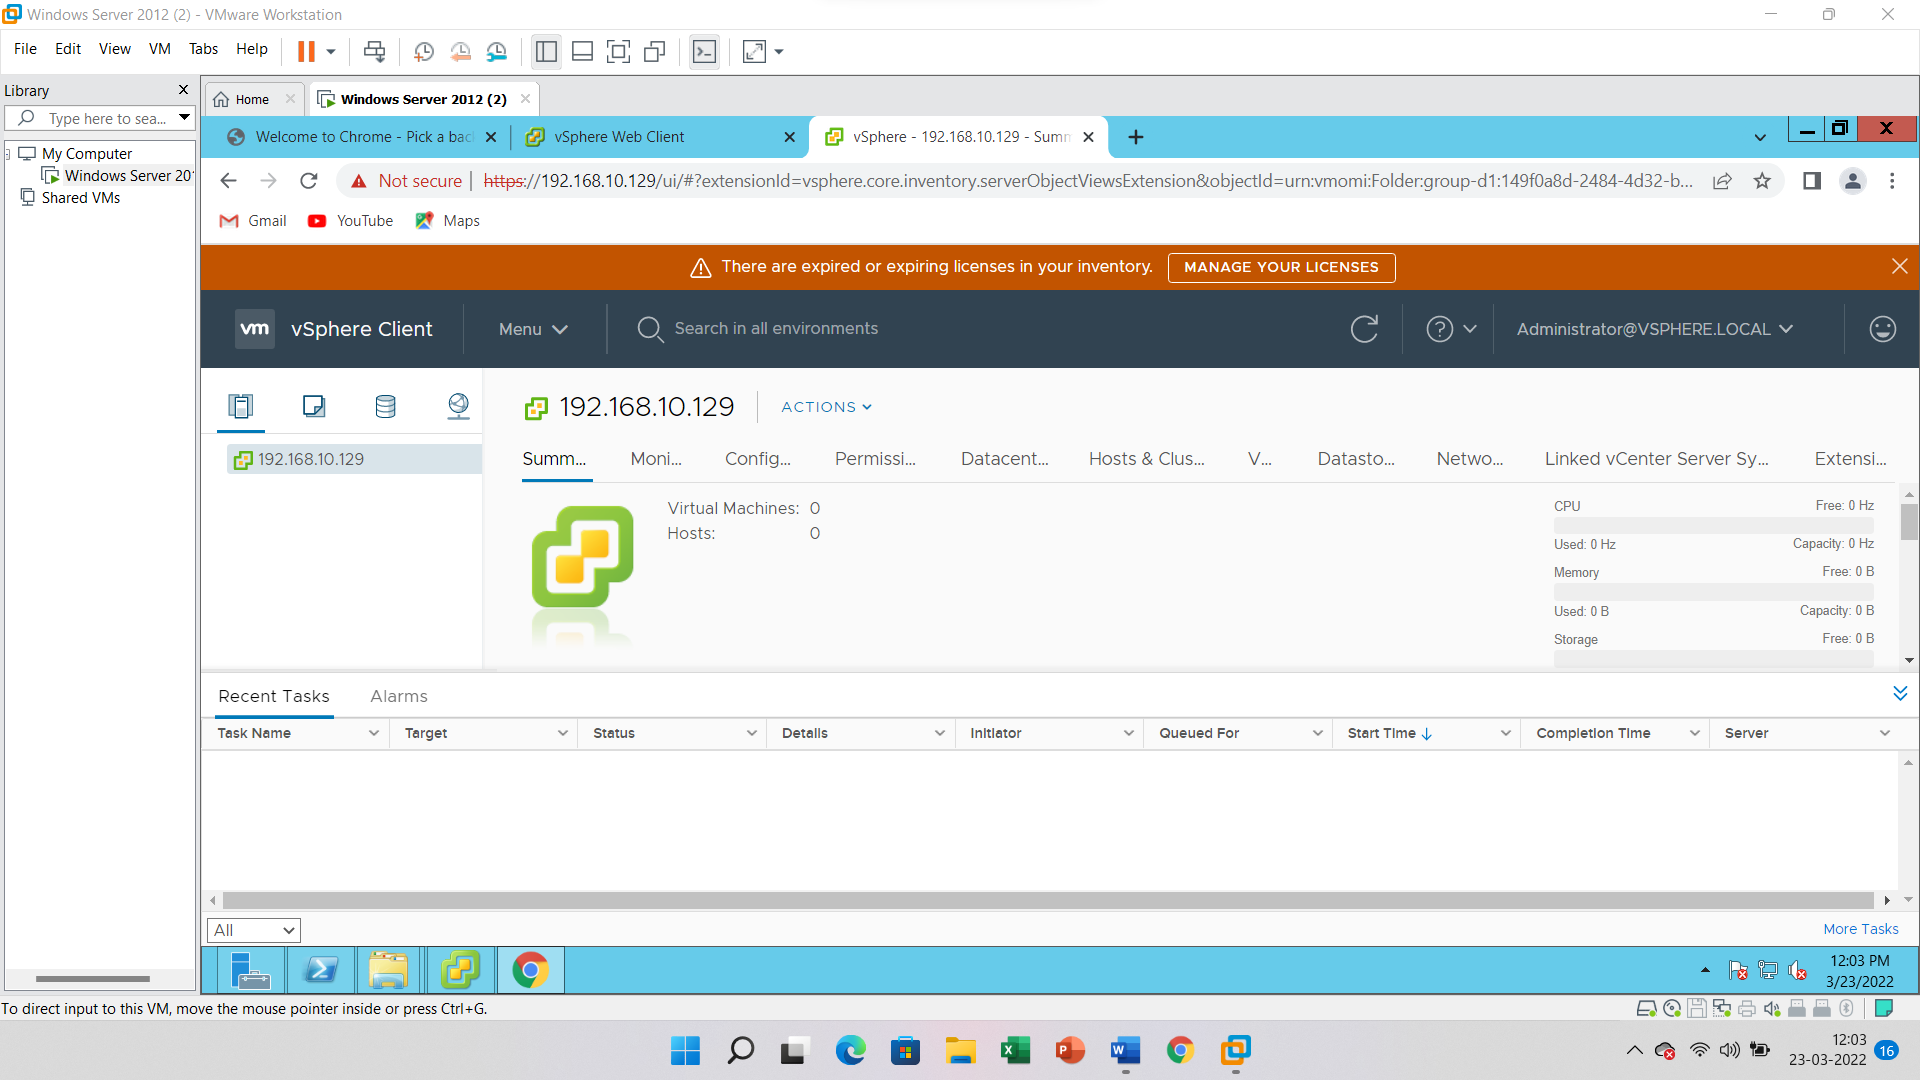 Windows Server 2012 (2) - VMware Workstation
File Edit View VM Tabs Help
Library
Type here to sea...
My Computer
Windows Server 20
Shared VMs
Home
Windows Server 2012 (2)
Welcome to Chrome - Pick a bac
vSphere Web Client
vSphere - 192.168.10.129 - Summ
Not secure
https://192.168.10.129/ui/#?extensionId=vsphere.core.inventory.serverObjectViewsExtension&objectId=urn:vmomi:Folder:group-d1:149f0a8d-2484-4d32-b...
Gmail YouTube Maps
There are expired or expiring licenses in your inventory. MANAGE YOUR LICENSES
vm vSphere Client Menu Search in all environments ? Administrator@VSPHERE.LOCAL
192.168.10.129 ACTIONS
192.168.10.129
Summ... Moni... Config... Permissi... Datacent... Hosts & Clus... V... Datasto... Netwo... Linked vCenter Server Sy... Extensi...
Virtual Machines: 0
Hosts: 0
CPU Free: 0 Hz
Used: 0 Hz Capacity: 0 Hz
Memory Free: 0 B
Used: 0 B Capacity: 0 B
Storage Free: 0 B
Recent Tasks Alarms
Task Name Target Status Details Initiator Queued For Start Time Completion Time Server
All
More Tasks
12:03 PM
3/23/2022
To direct input to this VM, move the mouse pointer inside or press Ctrl+G.
12:03
23-03-2022
16